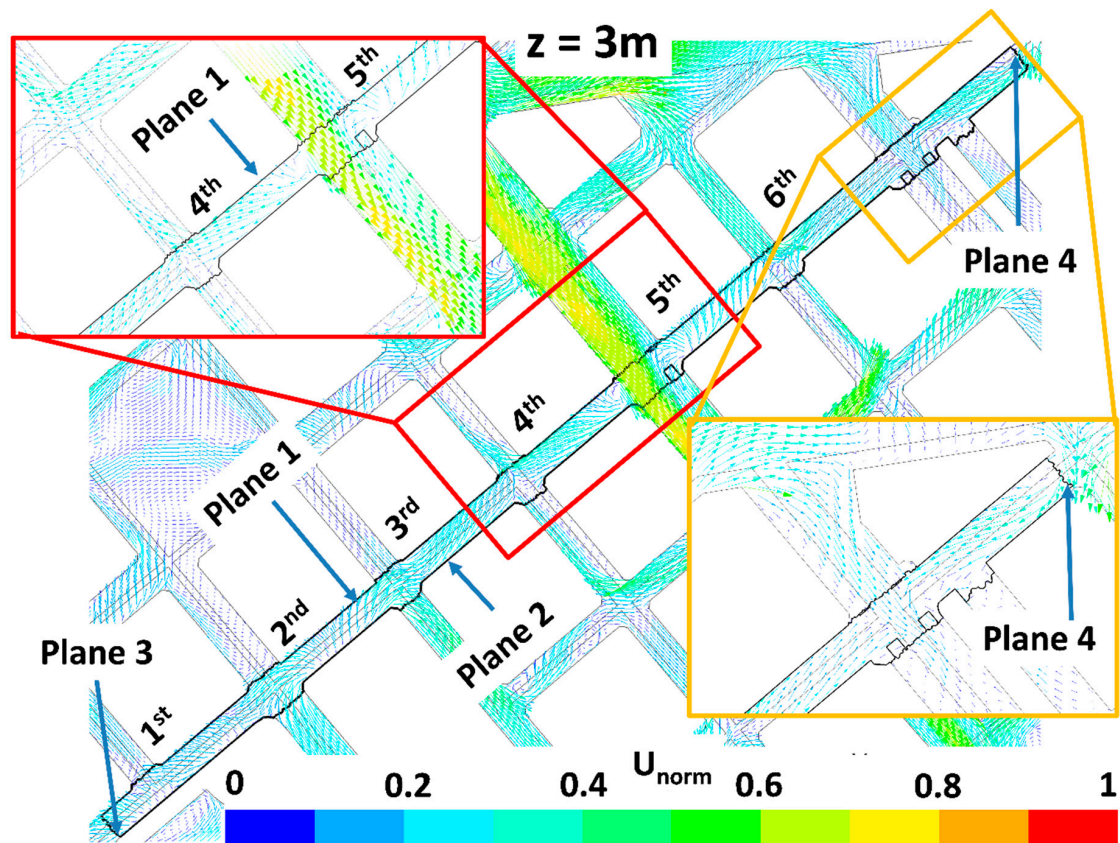 z = 3m
5th
Plane 1
4th
6th
Plane 4
5th
4th
Plane 1
3rd
2nd
Plane 2
Plane 3
Plane 4
1st
Unorm
0 0.2 0.4 0.6 0.8 1